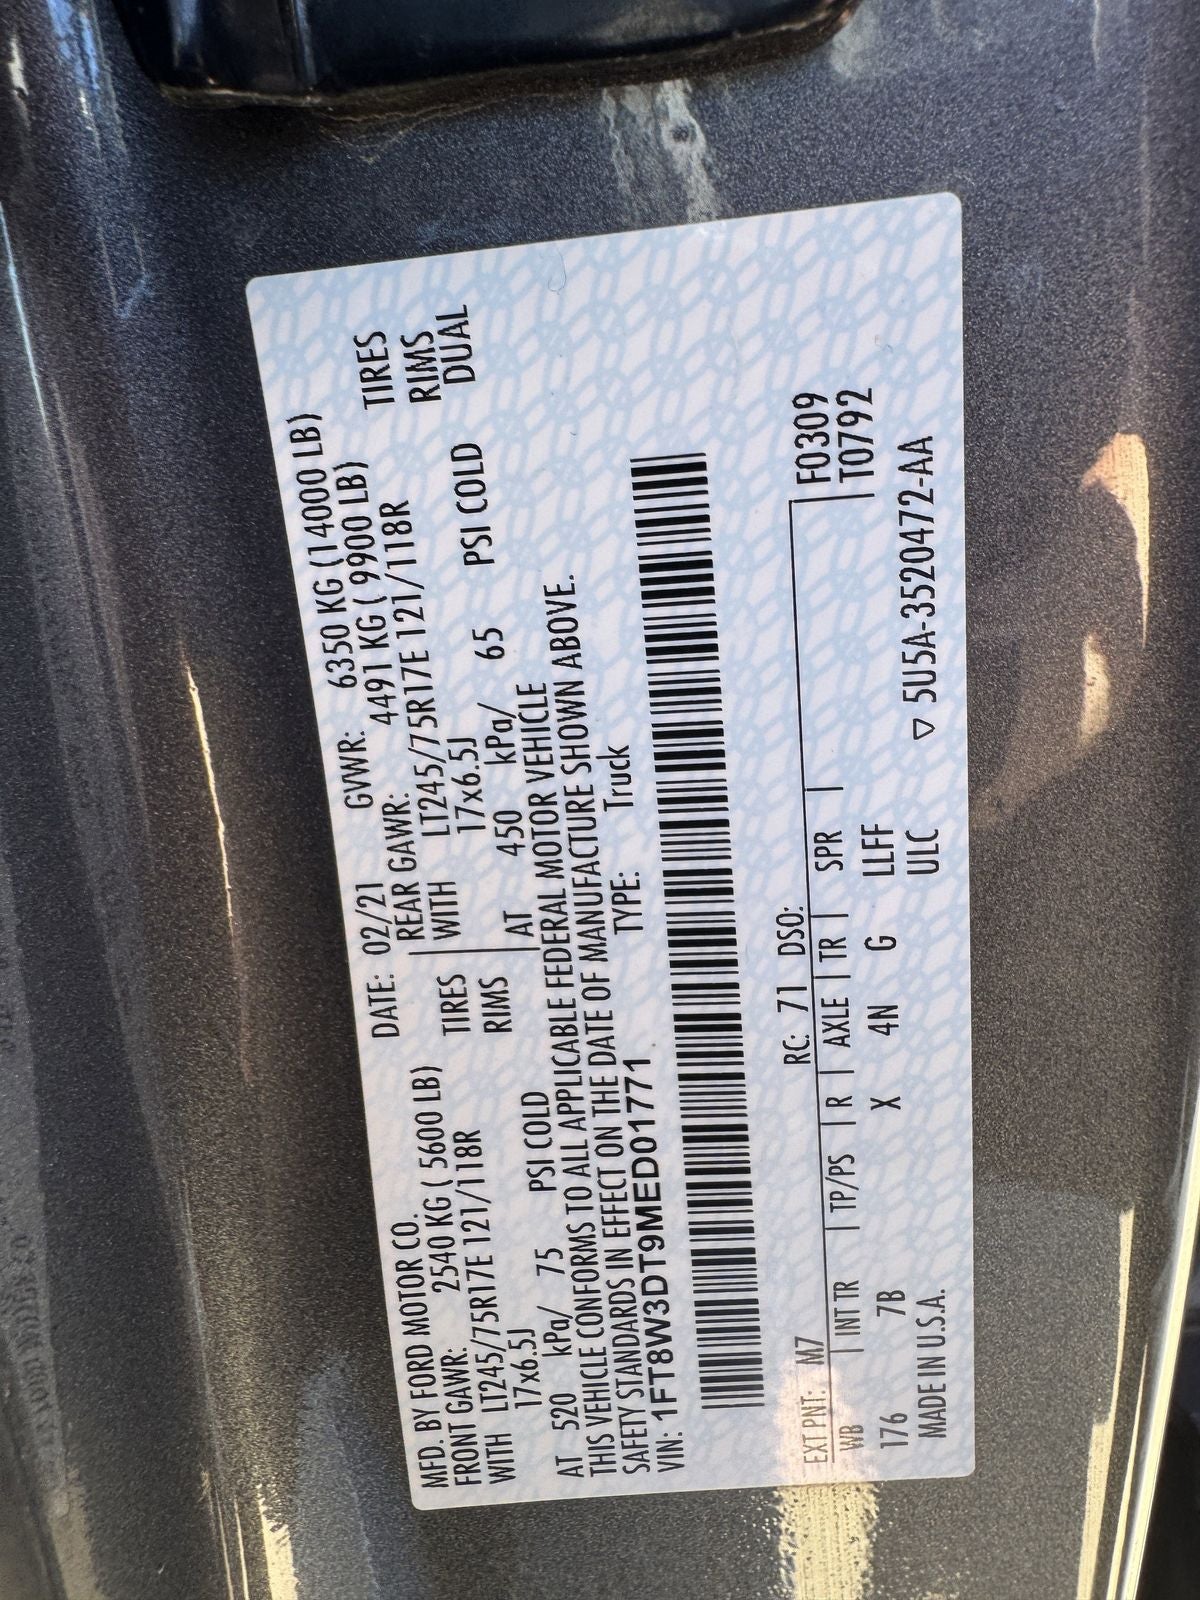 MFD. BY FORD MOTOR CO.
DATE: 02/21 GVWR: 6350 KG (14000 LB)
FRONT GAWR: 2540 KG ( 5600 LB)
REAR GAWR: 4491 KG ( 9900 LB)
WITH LT245/75R17E 121/118R TIRES
WITH LT245/75R17E 121/118R TIRES
17x6.5J RIMS
17x6.5J RIMS
AT 520 kPa/ 75 PSI COLD
AT 450 kPa/ 65 PSI COLD DUAL
THIS VEHICLE CONFORMS TO ALL APPLICABLE FEDERAL MOTOR VEHICLE
SAFETY STANDARDS IN EFFECT ON THE DATE OF MANUFACTURE SHOWN ABOVE.
VIN: 1FT8W3DT9MED01771 TYPE: Truck
EXT PNT: M7 RC: 71 DSO: F0309
WB | INT TR | TP/PS | R | AXLE | TR | SPR | T0792
176 7B X 4N G LLFF
ULC
MADE IN U.S.A. ▽ 5U5A-3520472-AA